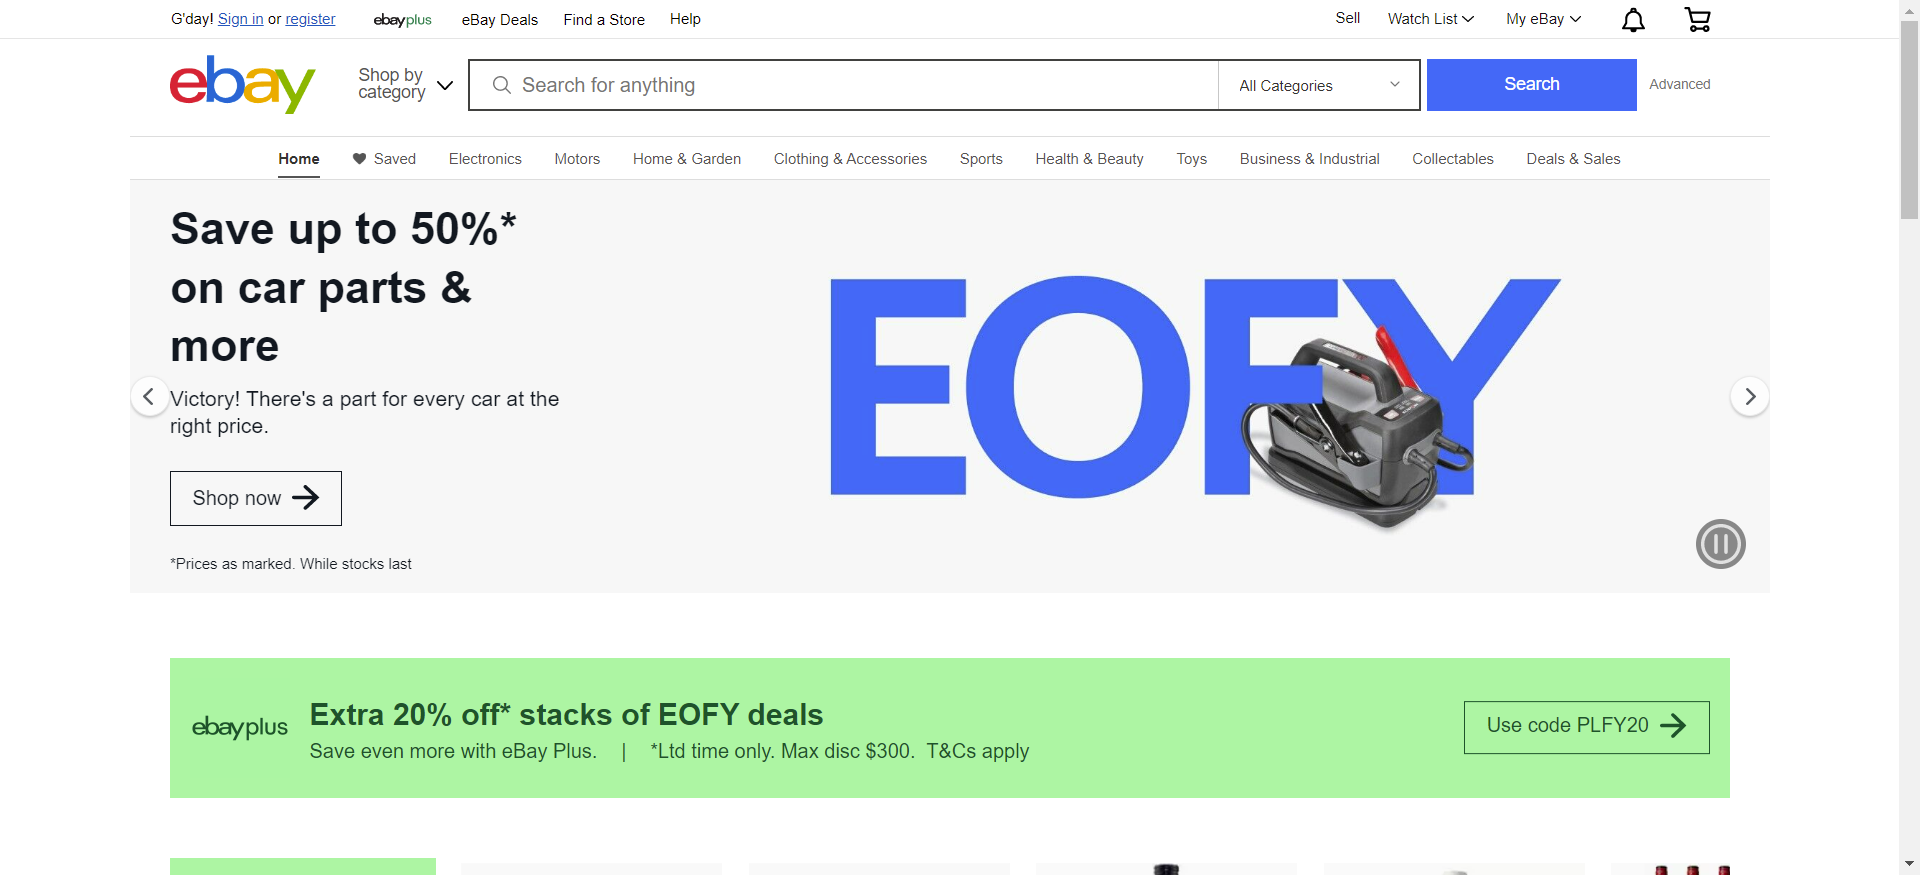 G'day! Sign in or register
ebayplus
eBay Deals
Find a Store
Help
Sell
Watch List
My eBay
ebay
Shop by
category
Search for anything
All Categories
Search
Advanced
Home
Saved
Electronics
Motors
Home & Garden
Clothing & Accessories
Sports
Health & Beauty
Toys
Business & Industrial
Collectables
Deals & Sales
Save up to 50%*
on car parts &
more
Victory! There's a part for every car at the
right price.
Shop now
*Prices as marked. While stocks last
EOFY
ebayplus
Extra 20% off* stacks of EOFY deals
Save even more with eBay Plus. | *Ltd time only. Max disc $300. T&Cs apply
Use code PLFY20